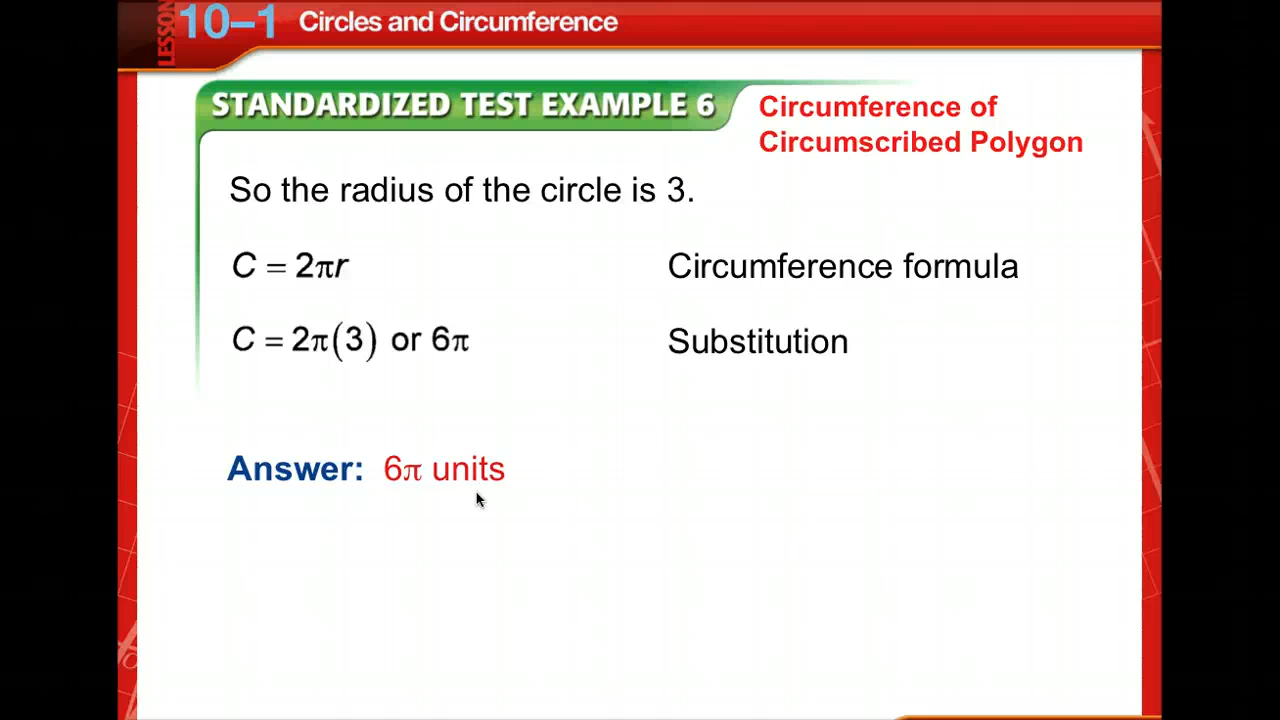 LESSON 10–1 Circles and Circumference
STANDARDIZED TEST EXAMPLE 6
Circumference of
Circumscribed Polygon
So the radius of the circle is 3.
C = 2πr Circumference formula
C = 2π(3) or 6π Substitution
Answer: 6π units